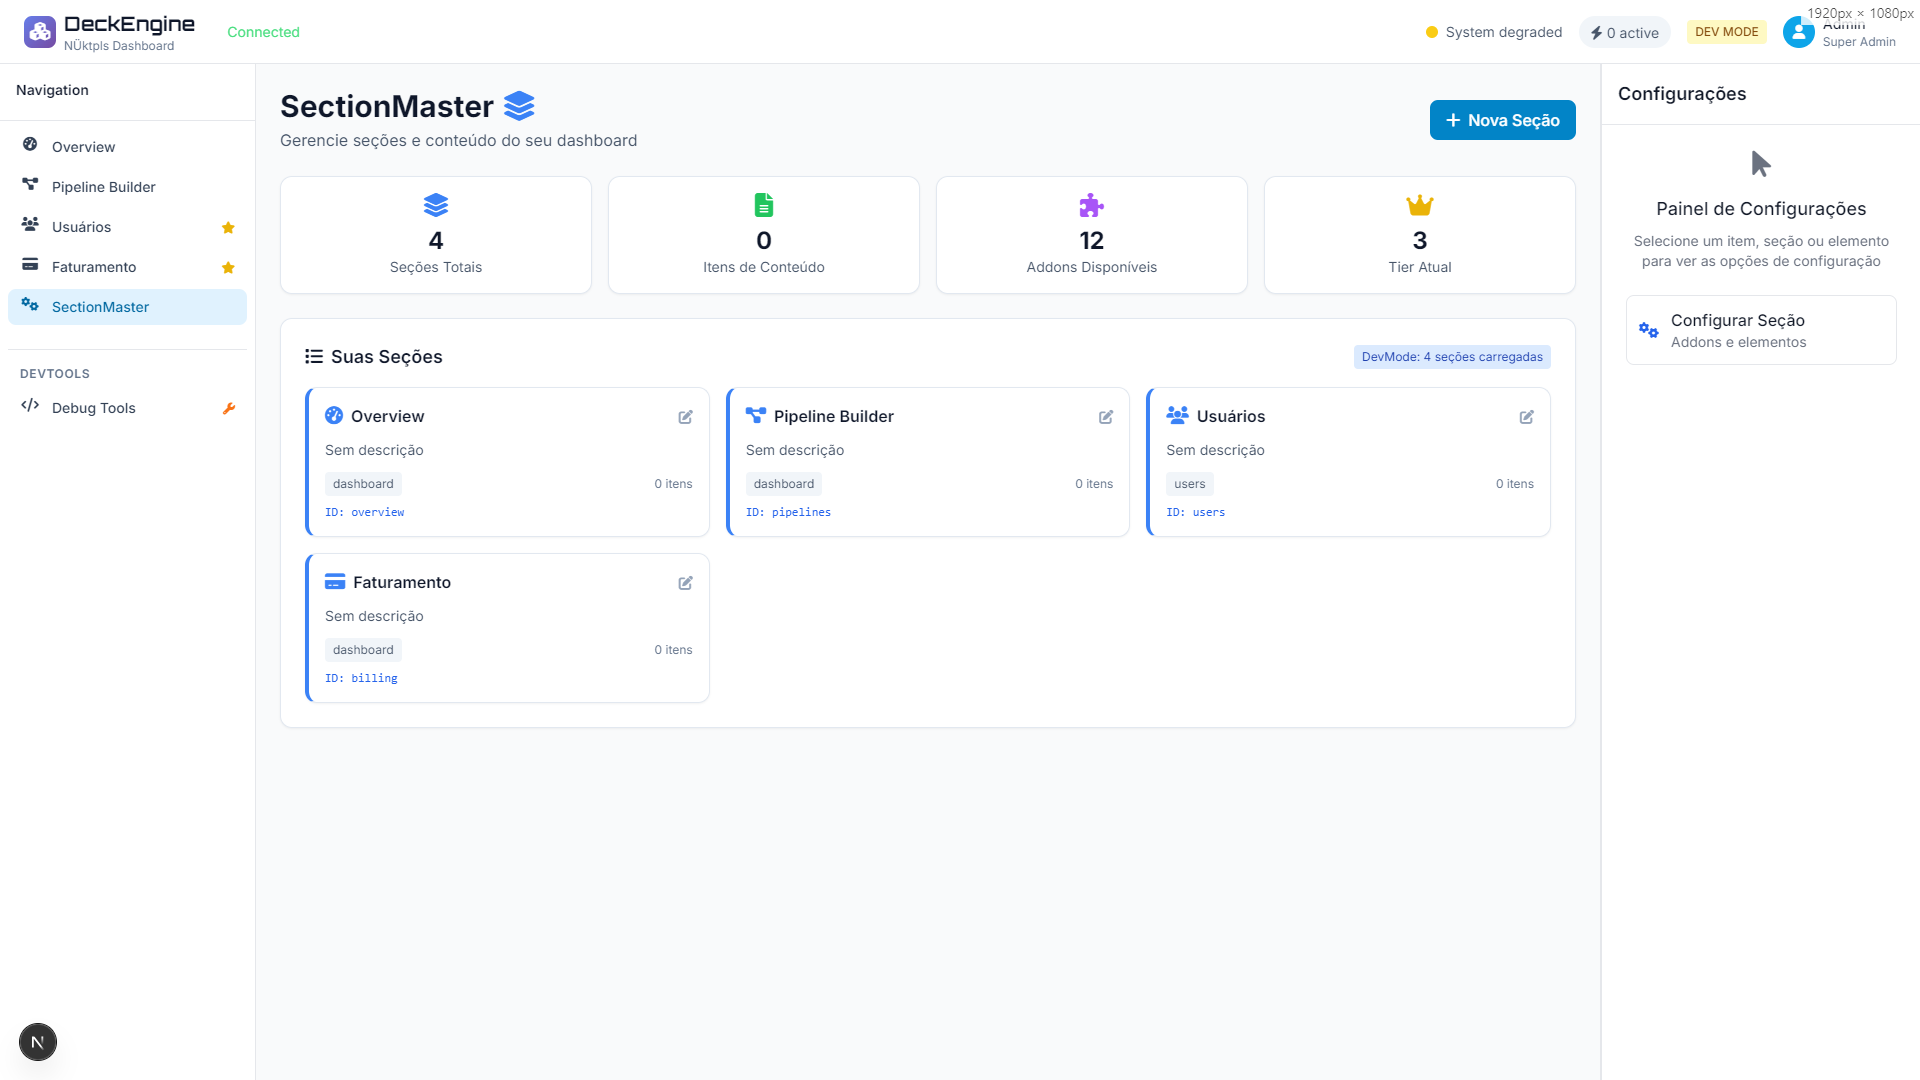 DeckEngine
NÜktpls Dashboard
Connected
System degraded
0 active
DEV MODE
1920px × 1080px
Admin
Super Admin
Navigation
Overview
Pipeline Builder
Usuários
Faturamento
SectionMaster
DEVTOOLS
Debug Tools
SectionMaster
Gerencie seções e conteúdo do seu dashboard
+ Nova Seção
4
Seções Totais
0
Itens de Conteúdo
12
Addons Disponíveis
3
Tier Atual
Suas Seções
DevMode: 4 seções carregadas
Overview
Sem descrição
dashboard
0 itens
ID: overview
Pipeline Builder
Sem descrição
dashboard
0 itens
ID: pipelines
Usuários
Sem descrição
users
0 itens
ID: users
Faturamento
Sem descrição
dashboard
0 itens
ID: billing
Configurações
Painel de Configurações
Selecione um item, seção ou elemento
para ver as opções de configuração
Configurar Seção
Addons e elementos
N